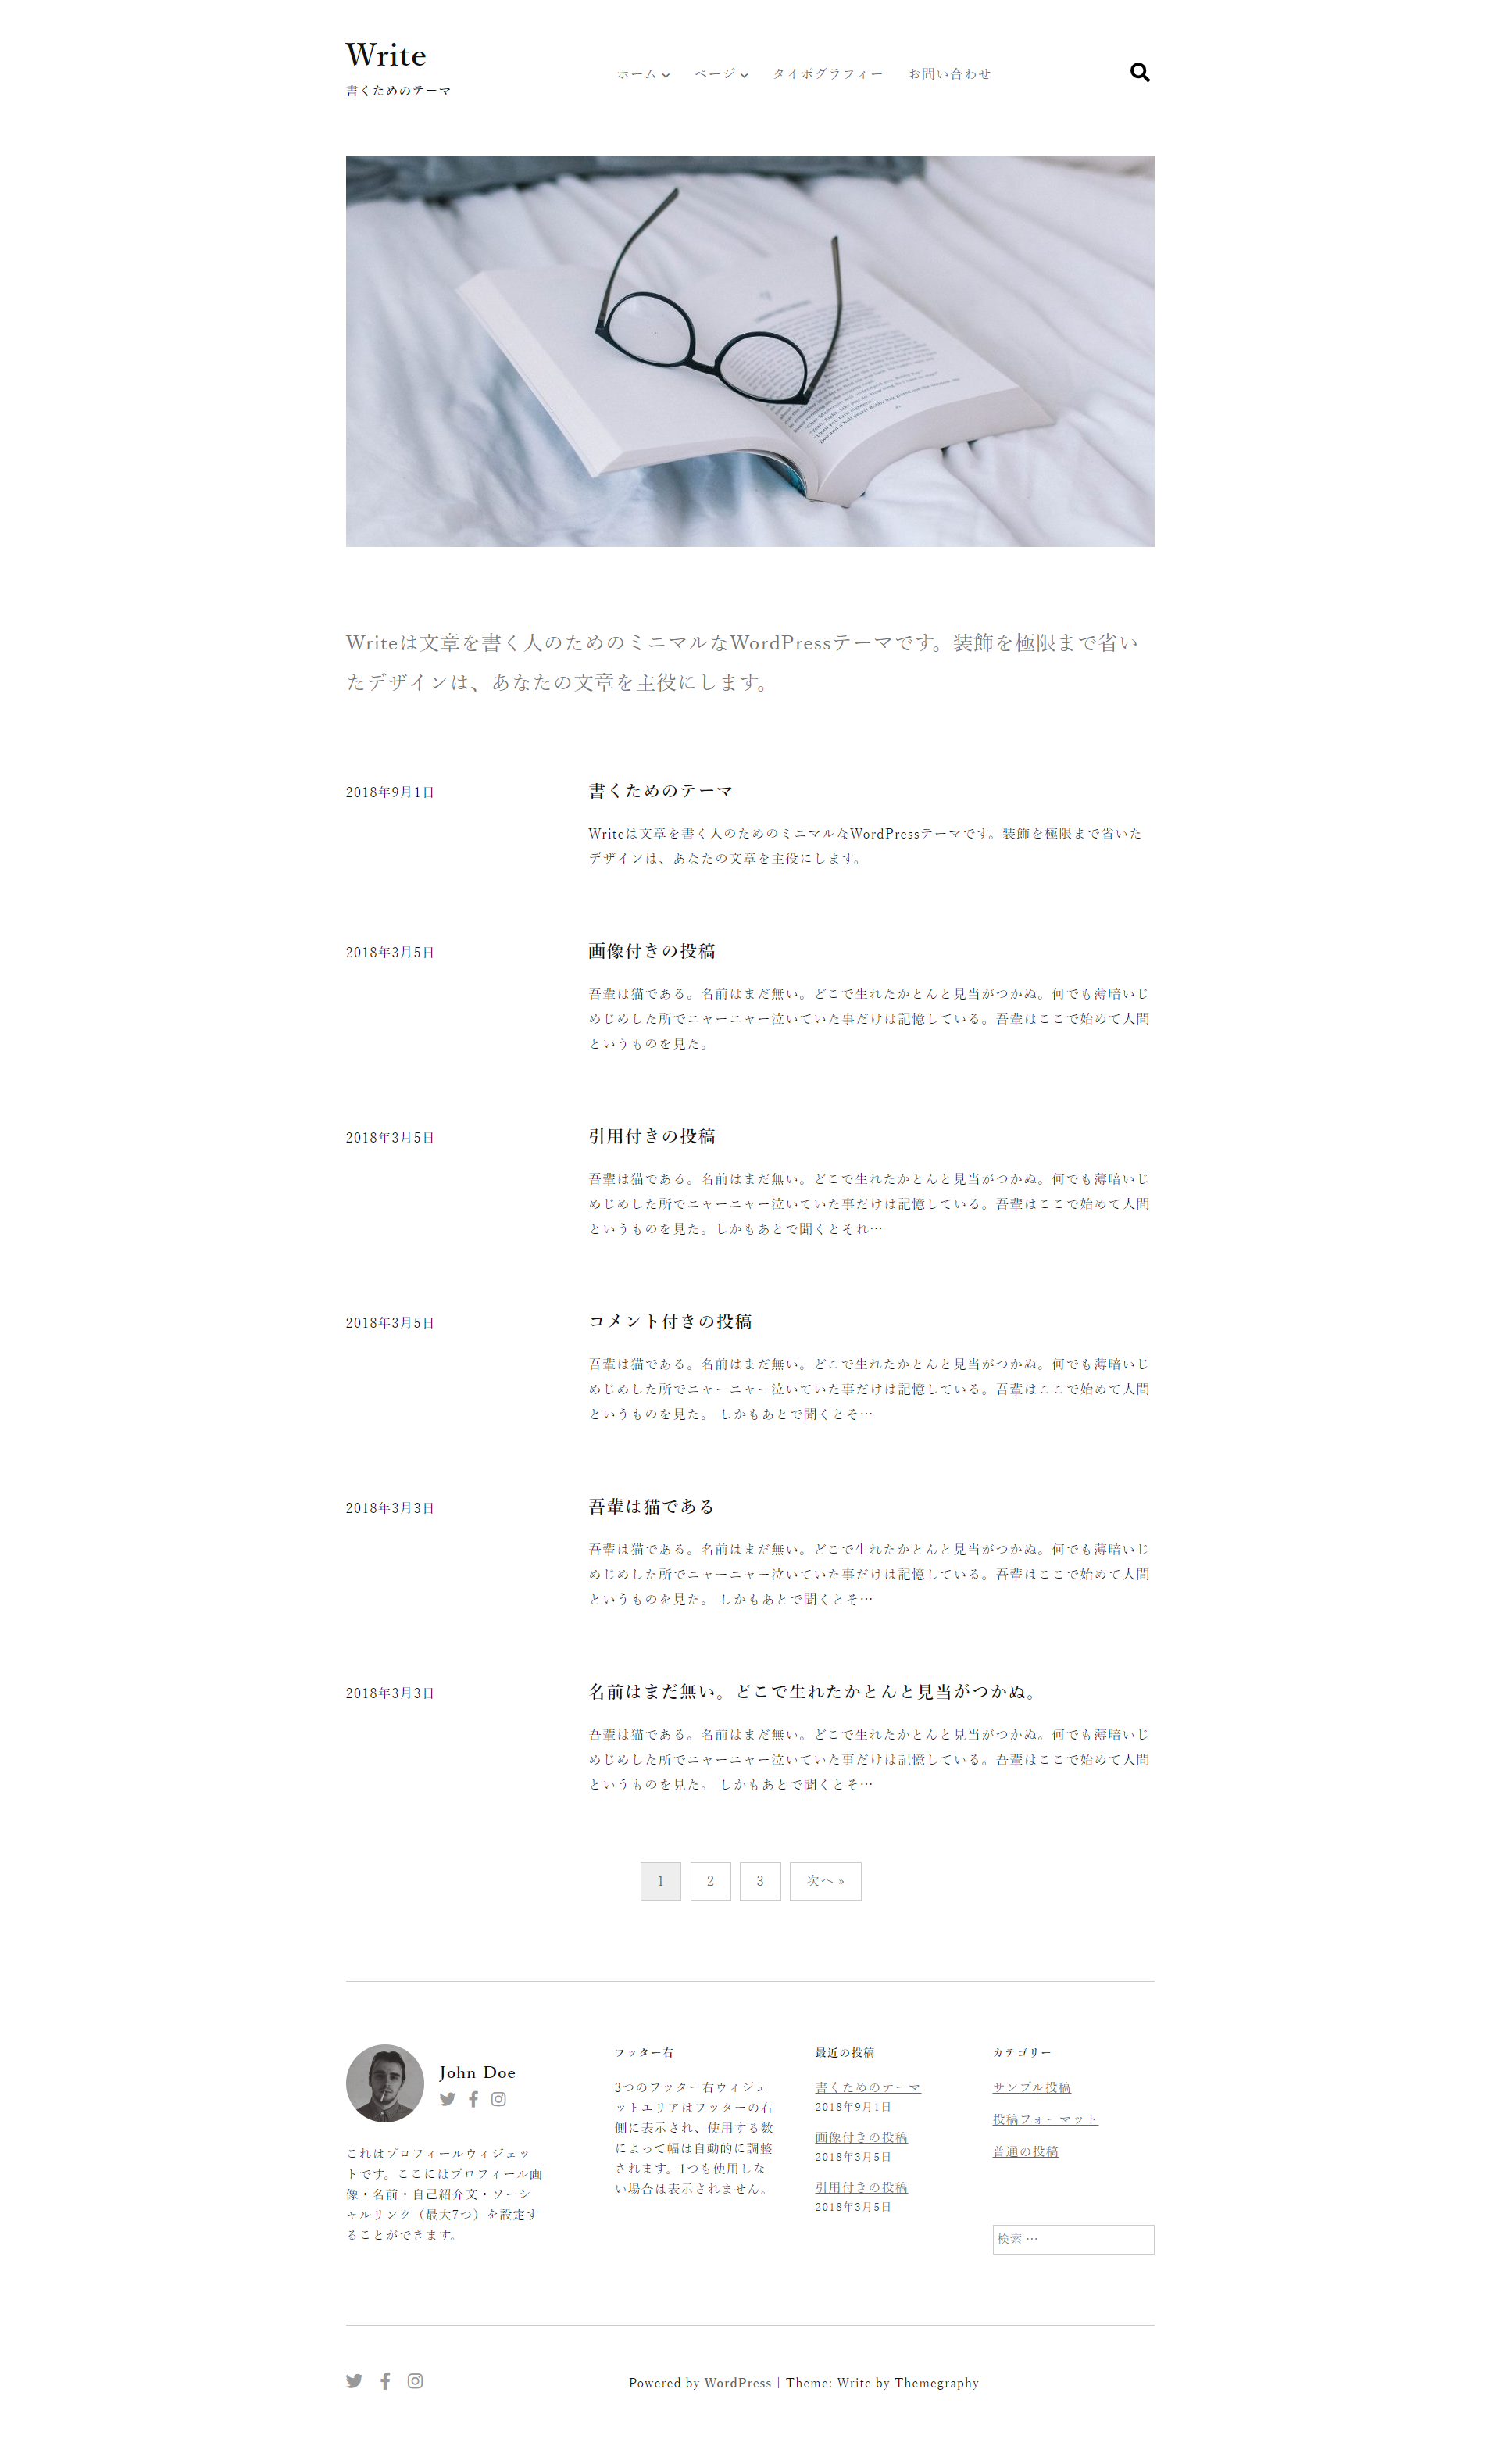 Write
書くためのテーマ
ホーム ページ タイポグラフィー お問い合わせ
Writeは文章を書く人のためのミニマルなWordPressテーマです。装飾を極限まで省い
たデザインは、あなたの文章を主役にします。
2018年9月1日
書くためのテーマ
Writeは文章を書く人のためのミニマルなWordPressテーマです。装飾を極限まで省いた
デザインは、あなたの文章を主役にします。
2018年3月5日
画像付きの投稿
吾輩は猫である。名前はまだ無い。どこで生れたかとんと見当がつかぬ。何でも薄暗いじ
めじめした所でニャーニャー泣いていた事だけは記憶している。吾輩はここで始めて人間
というものを見た。
2018年3月5日
引用付きの投稿
吾輩は猫である。名前はまだ無い。どこで生れたかとんと見当がつかぬ。何でも薄暗いじ
めじめした所でニャーニャー泣いていた事だけは記憶している。吾輩はここで始めて人間
というものを見た。しかもあとで聞くとそれ…
2018年3月5日
コメント付きの投稿
吾輩は猫である。名前はまだ無い。どこで生れたかとんと見当がつかぬ。何でも薄暗いじ
めじめした所でニャーニャー泣いていた事だけは記憶している。吾輩はここで始めて人間
というものを見た。 しかもあとで聞くとそ…
2018年3月3日
吾輩は猫である
吾輩は猫である。名前はまだ無い。どこで生れたかとんと見当がつかぬ。何でも薄暗いじ
めじめした所でニャーニャー泣いていた事だけは記憶している。吾輩はここで始めて人間
というものを見た。 しかもあとで聞くとそ…
2018年3月3日
名前はまだ無い。どこで生れたかとんと見当がつかぬ。
吾輩は猫である。名前はまだ無い。どこで生れたかとんと見当がつかぬ。何でも薄暗いじ
めじめした所でニャーニャー泣いていた事だけは記憶している。吾輩はここで始めて人間
というものを見た。 しかもあとで聞くとそ…
1 2 3 次へ »
John Doe
これはプロフィールウィジェッ
トです。ここにはプロフィール画
像・名前・自己紹介文・ソーシ
ャルリンク（最大7つ）を設定す
ることができます。
フッター右
3つのフッター右ウィジェ
ットエリアはフッターの右
側に表示され、使用する数
によって幅は自動的に調整
されます。1つも使用しな
い場合は表示されません。
最近の投稿
書くためのテーマ
2018年9月1日
画像付きの投稿
2018年3月5日
引用付きの投稿
2018年3月5日
カテゴリー
サンプル投稿
投稿フォーマット
普通の投稿
検索 …
Powered by WordPress | Theme: Write by Themegraphy